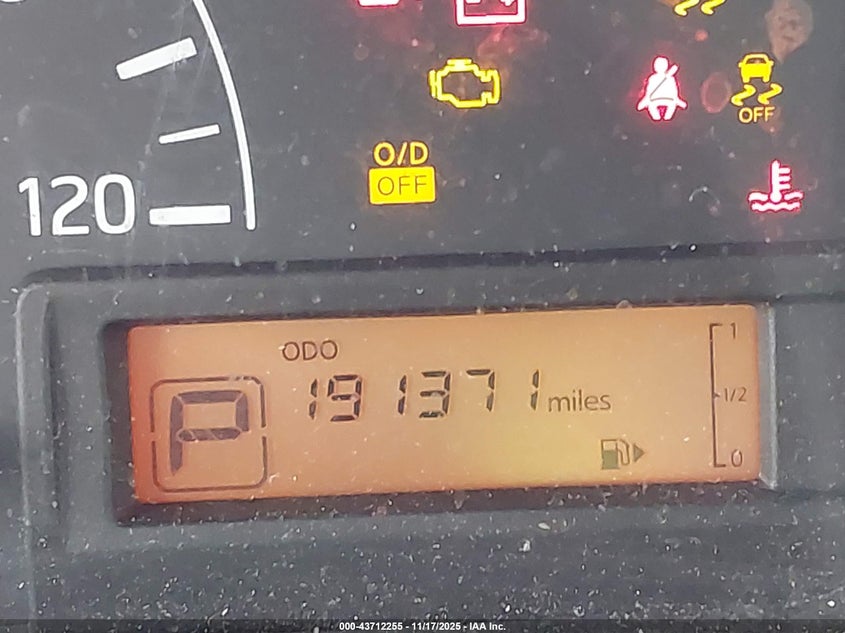 O/D
OFF
OFF
120
ODO
191371 miles
P
1
1/2
0
000-43712255 - 11/17/2025 - IAA Inc.